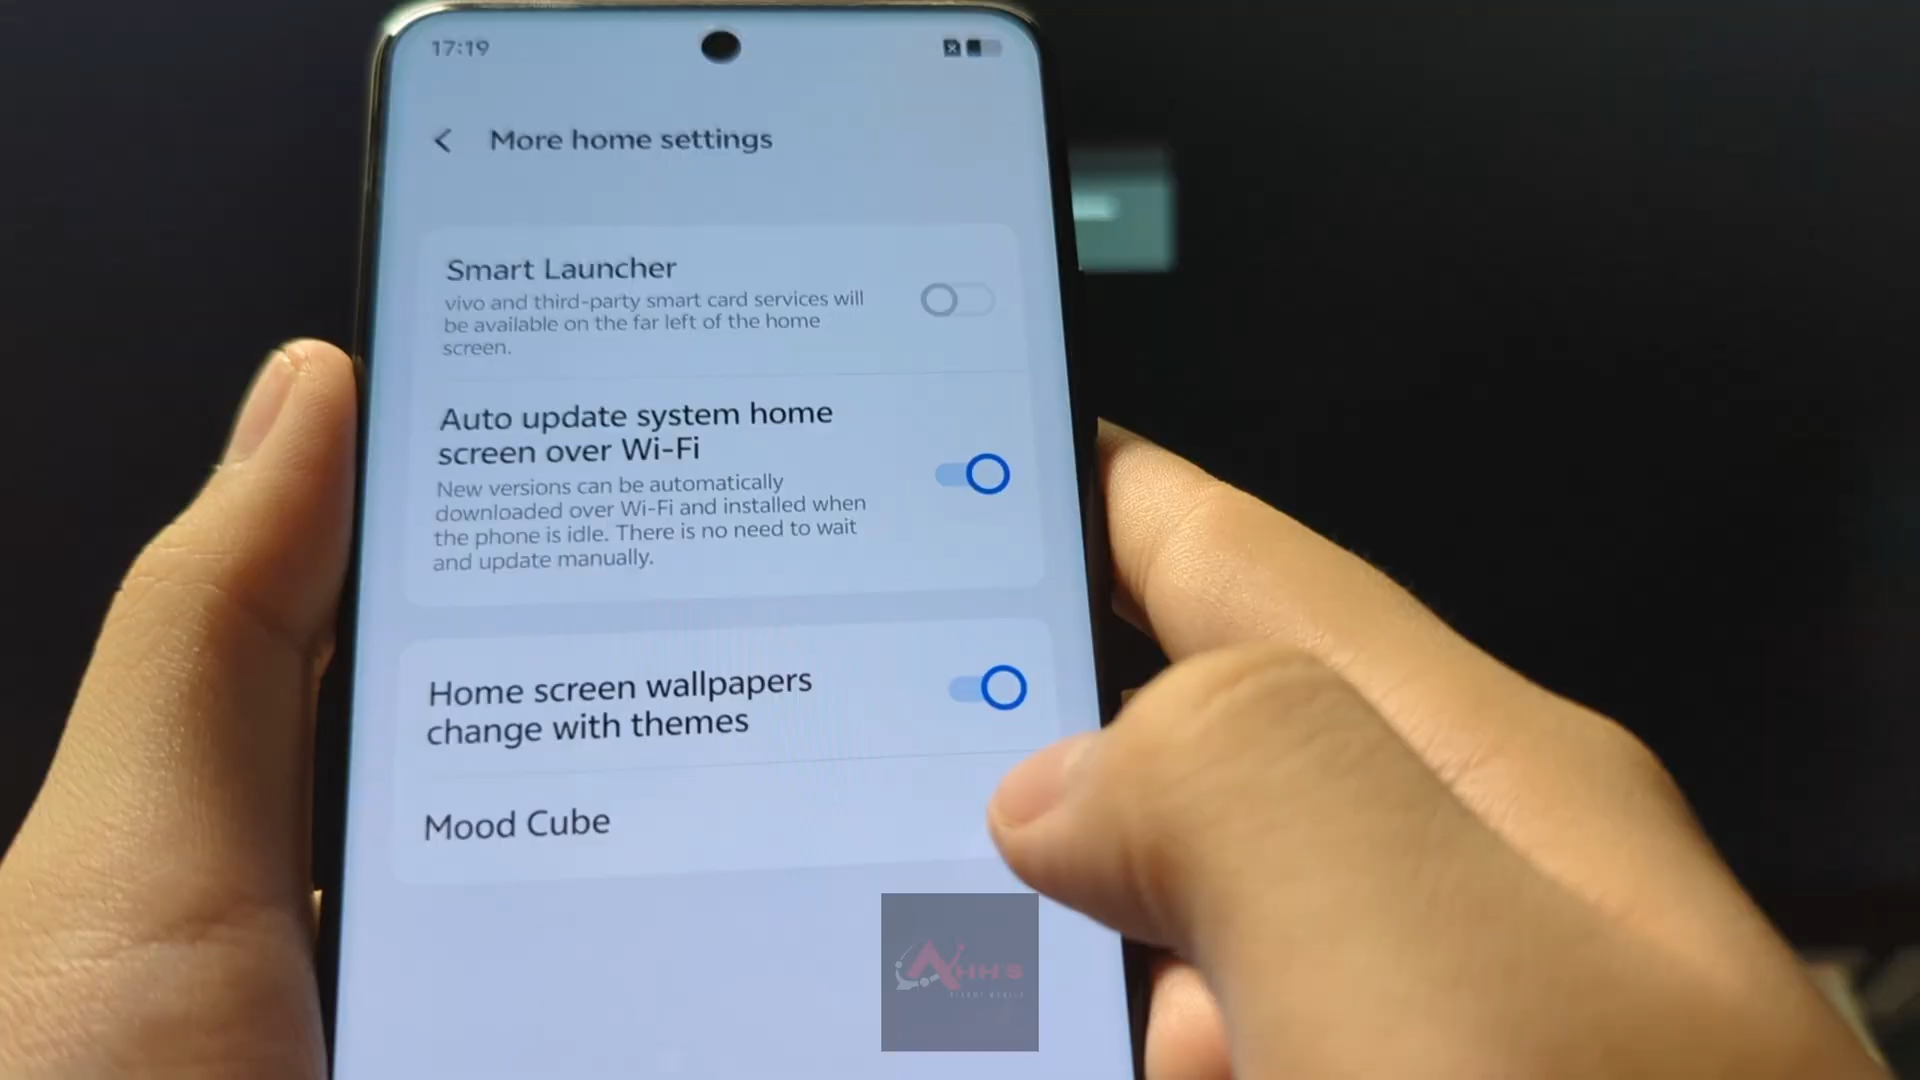 17:19
More home settings
Smart Launcher
vivo and third-party smart card services will
be available on the far left of the home
screen.
Auto update system home
screen over Wi-Fi
New versions can be automatically
downloaded over Wi-Fi and installed when
the phone is idle. There is no need to wait
and update manually.
Home screen wallpapers
change with themes
Mood Cube
HH'S